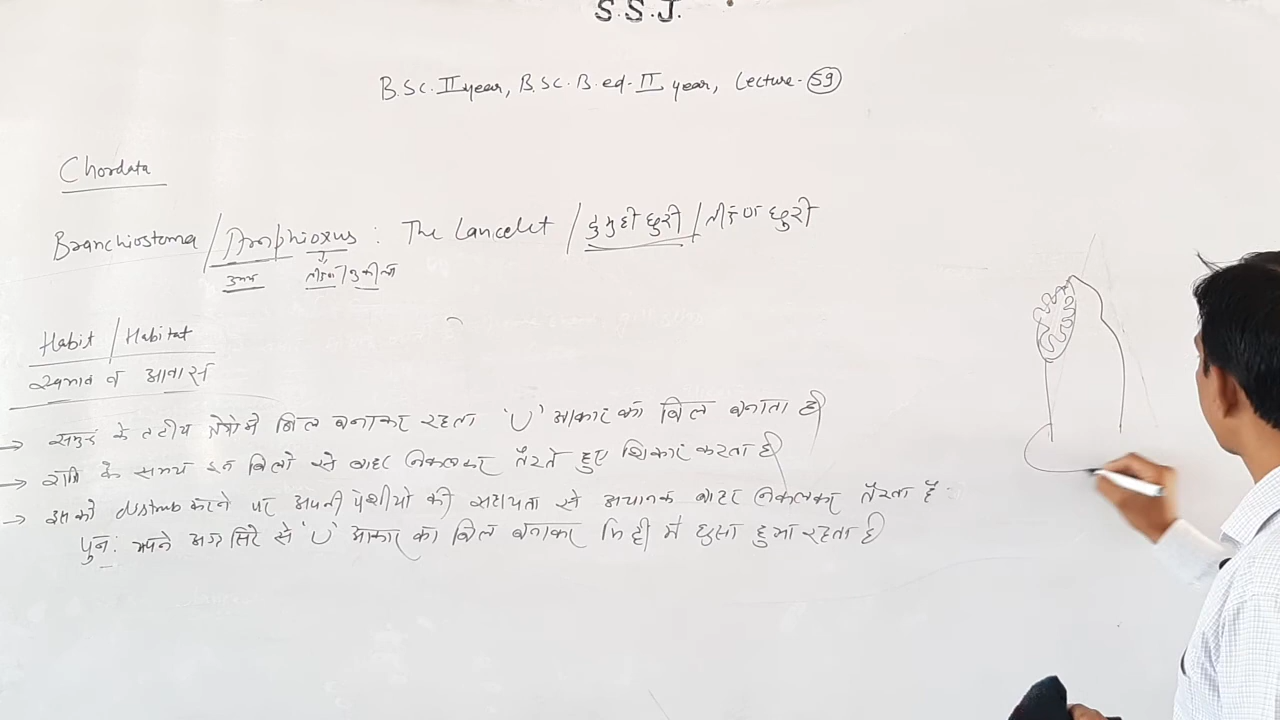 S.S.J.
B.Sc. II year, B.Sc. B.ed. II year, Lecture - 59
Chordata
Branchiostoma / Amphioxus : The Lancelet / दुमुही छुरी / तीक्ष्ण छुरी
उभय तीक्ष्ण / नुकीला
Habit / Habitat
स्वभाव व आवास
→ समुद्र के तटीय क्षेत्रो में बिल बनाकर रहता 'U' आकार का बिल बनाता है
→ रात्रि के समय इन बिलो से बाहर निकलकर तैरते हुए शिकार करता है
→ इसको disturb करने पर अपनी पेशीयो की सहायता से अचानक बाहर निकलकर तैरता है
पुनः अपने अग्र सिरे से 'U' आकार का बिल बनाकर मिट्टी में घुसा हुआ रहता है